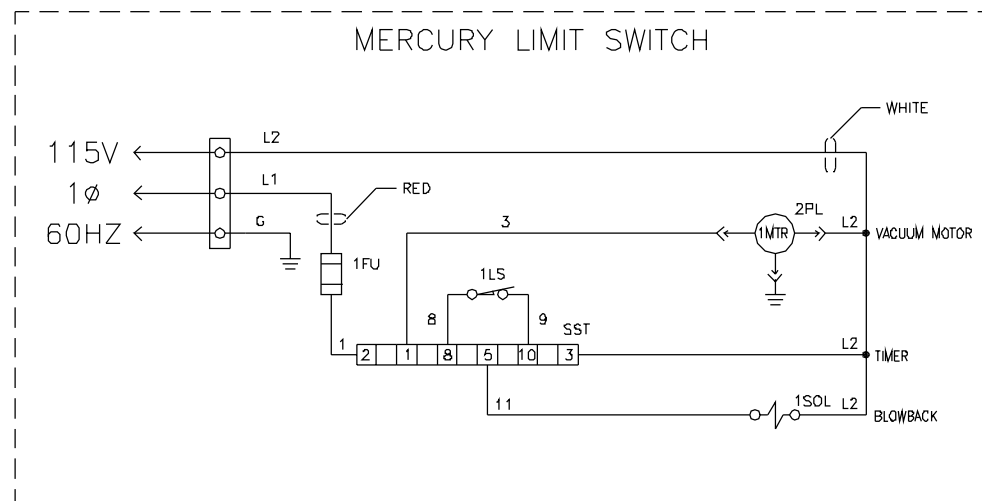 MERCURY LIMIT SWITCH
WHITE
L2
115V
L1
RED
1Ø
G
3
2PL
60HZ
1MTR
L2
VACUUM MOTOR
1FU
1LS
8
9
SST
1
2
1
8
5
10
3
L2
TIMER
11
1SOL
L2
BLOWBACK